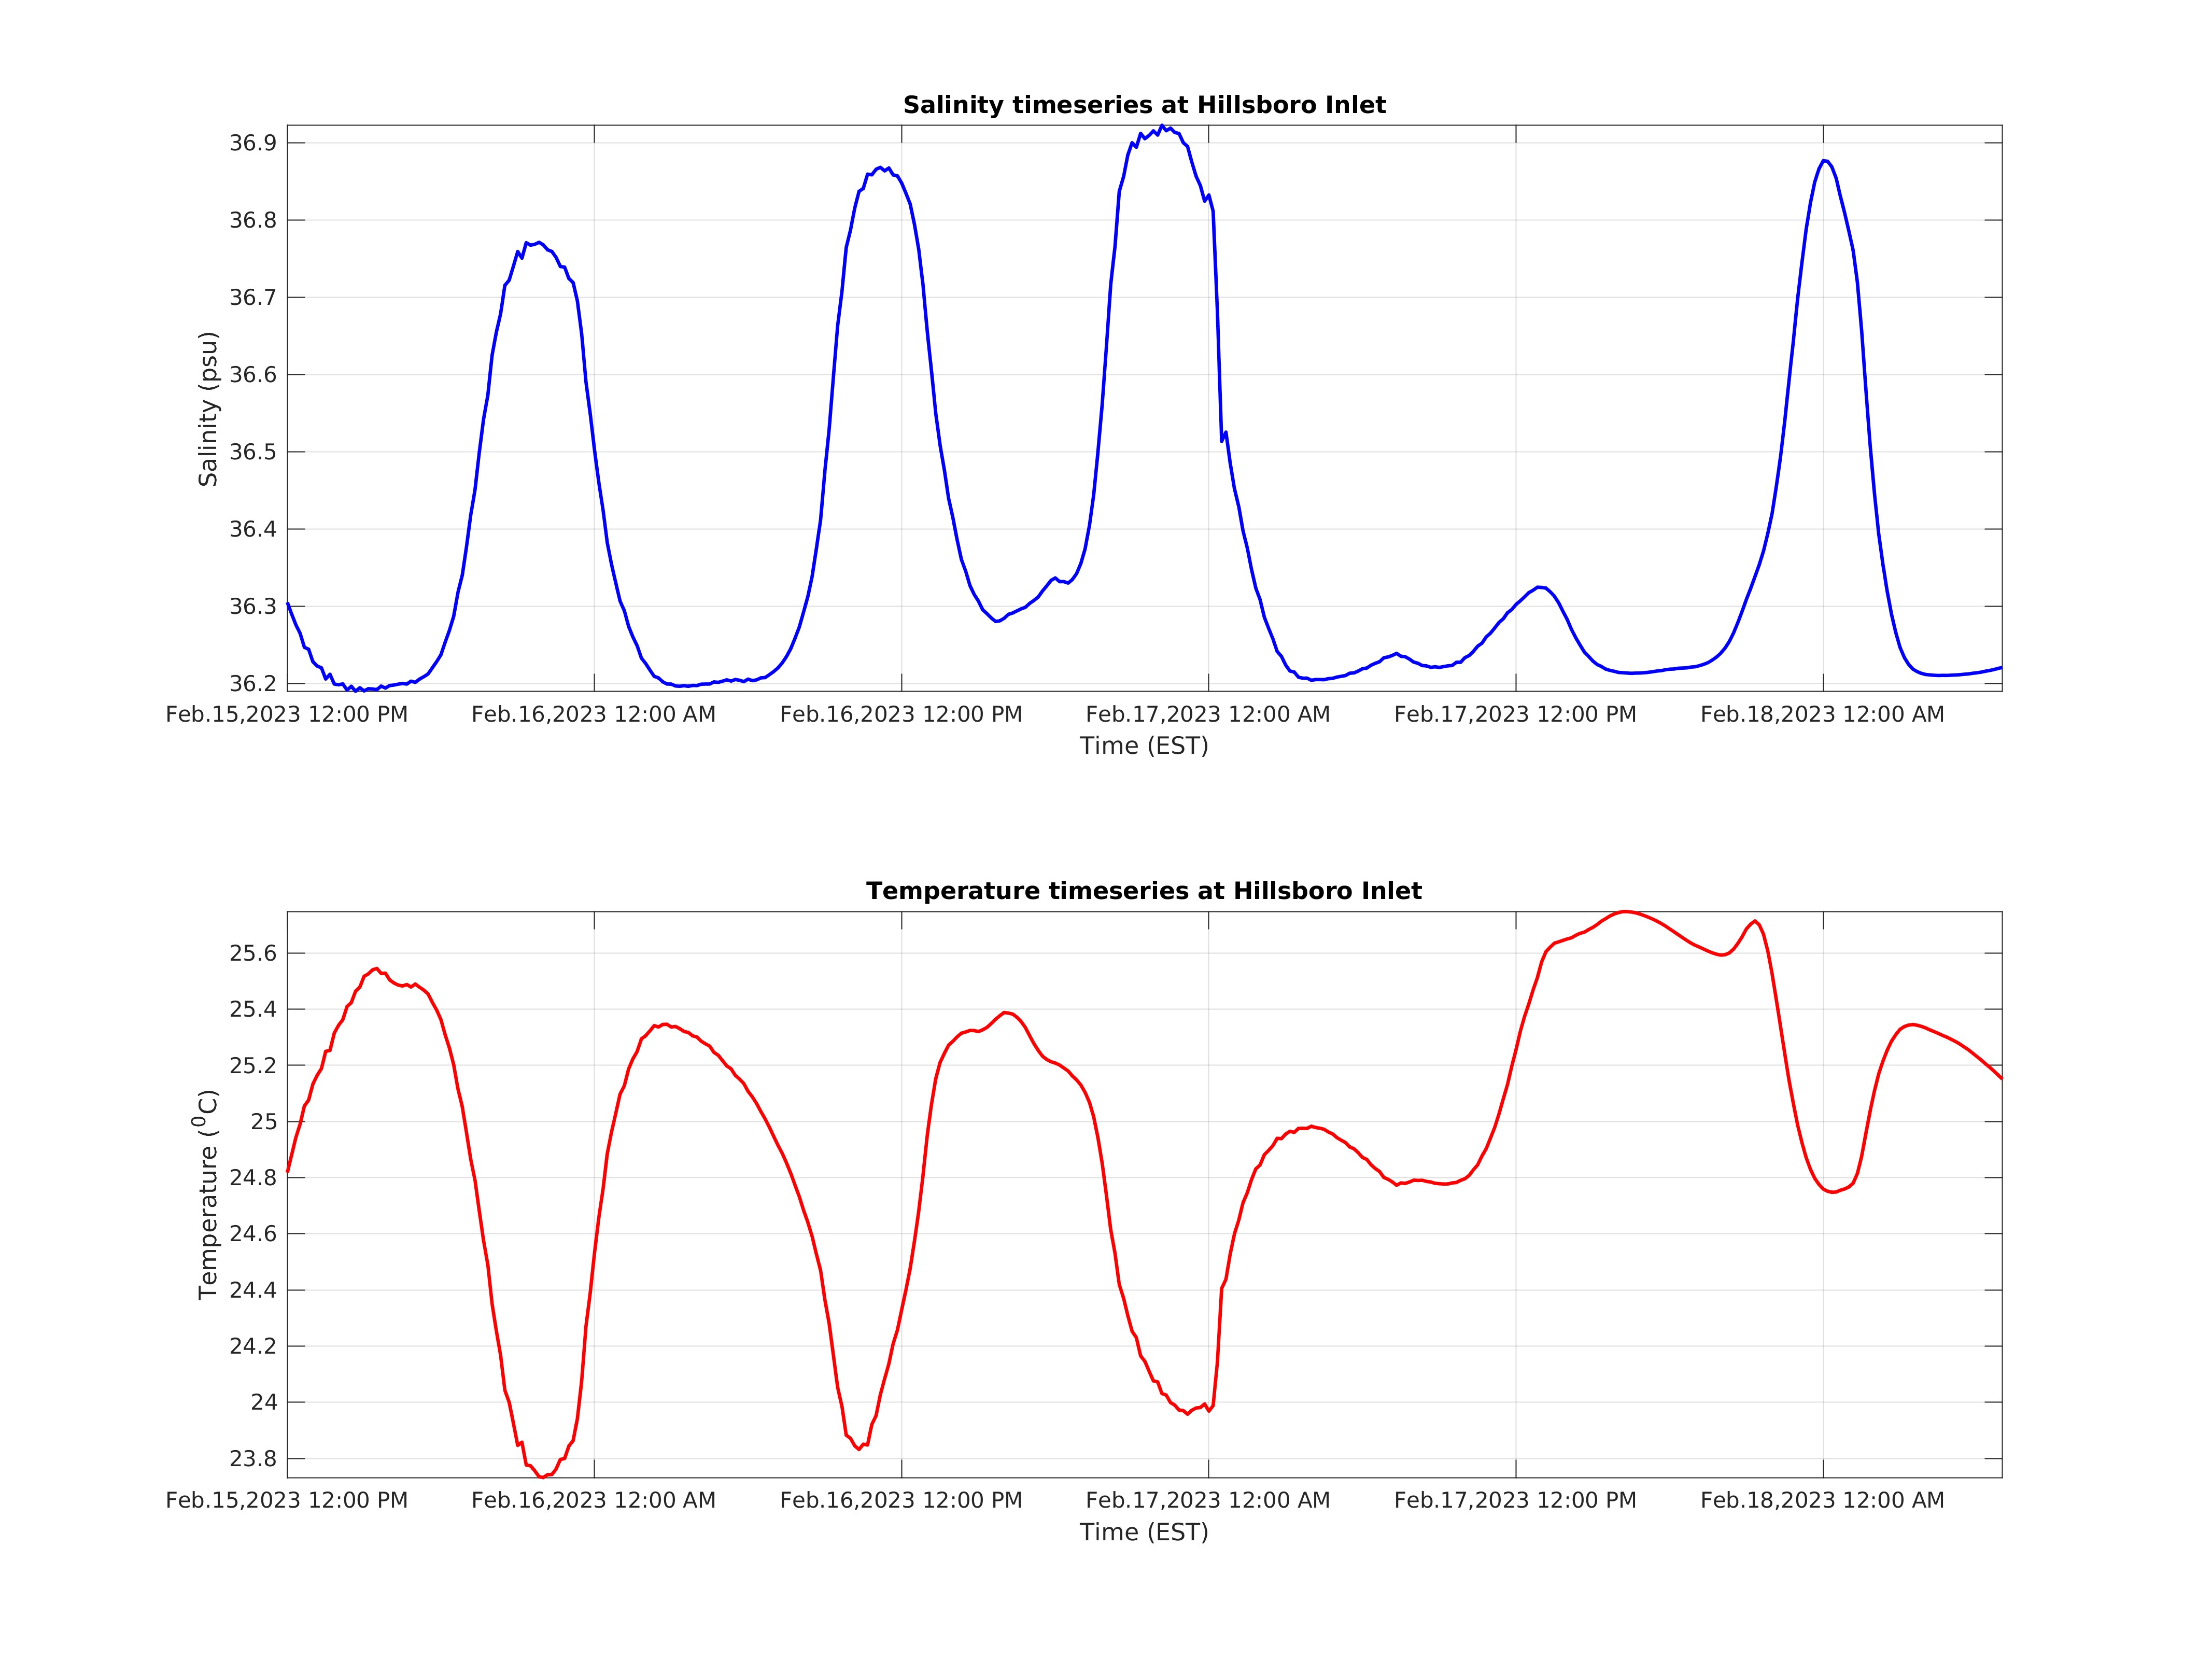 Salinity timeseries at Hillsboro Inlet
Salinity (psu)
36.9
36.8
36.7
36.6
36.5
36.4
36.3
36.2
Feb.15,2023 12:00 PM Feb.16,2023 12:00 AM Feb.16,2023 12:00 PM Feb.17,2023 12:00 AM Feb.17,2023 12:00 PM Feb.18,2023 12:00 AM
Time (EST)
Temperature timeseries at Hillsboro Inlet
Temperature (⁰C)
25.6
25.4
25.2
25
24.8
24.6
24.4
24.2
24
23.8
Feb.15,2023 12:00 PM Feb.16,2023 12:00 AM Feb.16,2023 12:00 PM Feb.17,2023 12:00 AM Feb.17,2023 12:00 PM Feb.18,2023 12:00 AM
Time (EST)